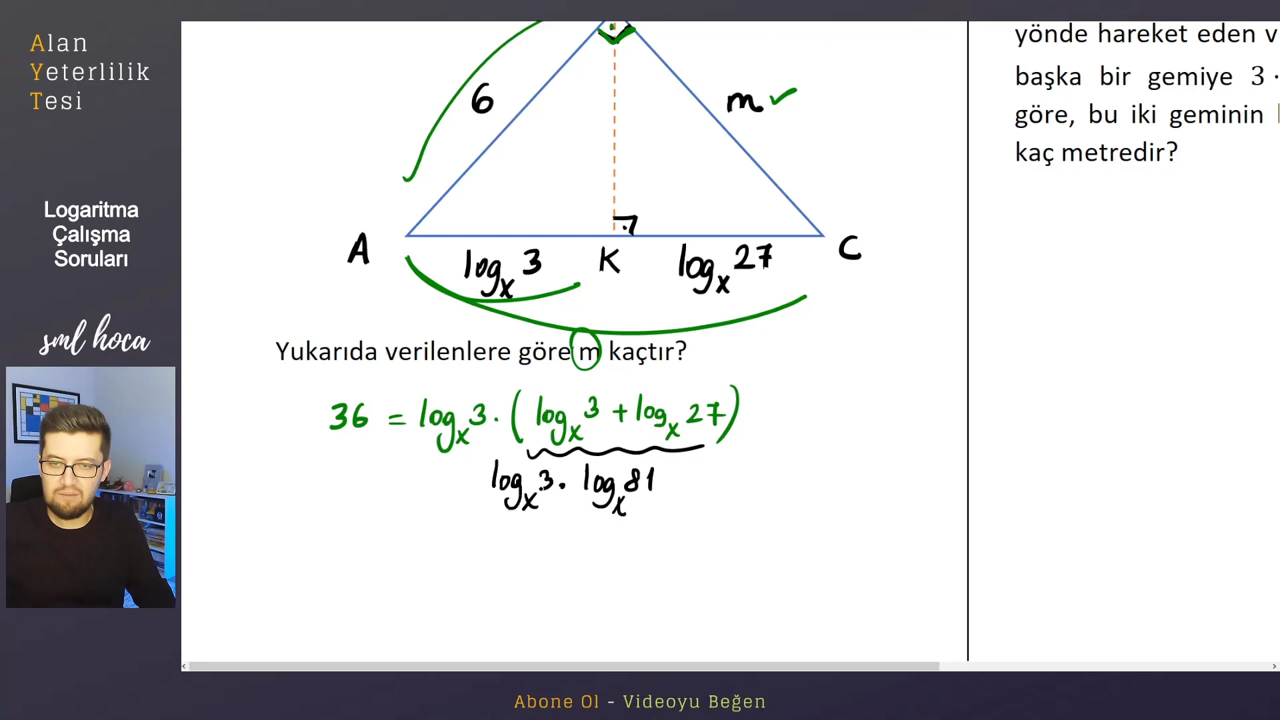 Alan
Yeterlilik
Tesi
Logaritma
Çalışma
Soruları
sml hoca
6
m
A
log_x 3
K
log_x 27
C
Yukarıda verilenlere göre m kaçtır?
36 = log_x 3 · (log_x 3 + log_x 27)
log_x 3 · log_x 81
yönde hareket eden v
başka bir gemiye 3 ·
göre, bu iki geminin
kaç metredir?
Abone Ol - Videoyu Beğen